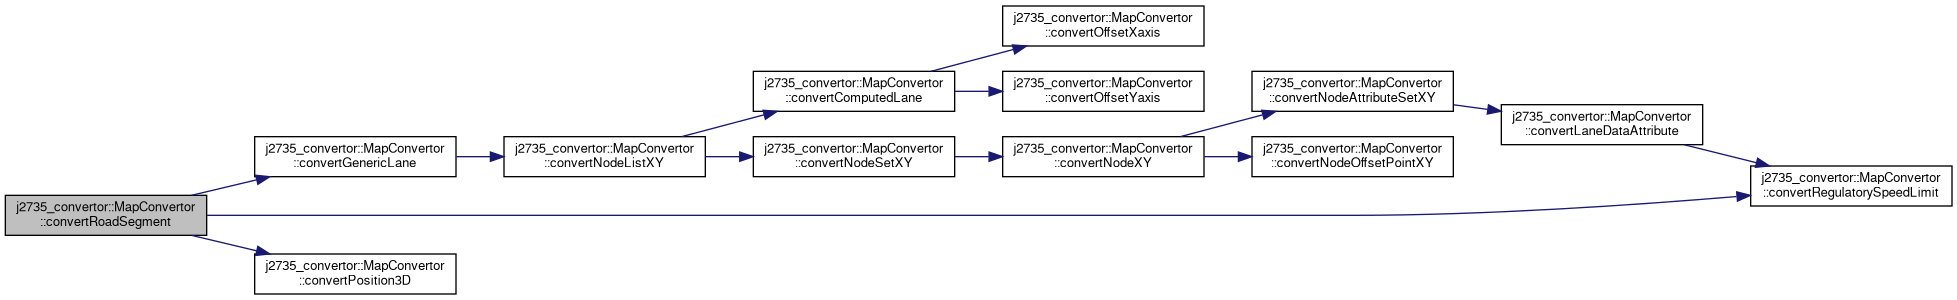 j2735_convertor::MapConvertor
::convertRoadSegment
j2735_convertor::MapConvertor
::convertGenericLane
j2735_convertor::MapConvertor
::convertPosition3D
j2735_convertor::MapConvertor
::convertNodeListXY
j2735_convertor::MapConvertor
::convertComputedLane
j2735_convertor::MapConvertor
::convertNodeSetXY
j2735_convertor::MapConvertor
::convertOffsetXaxis
j2735_convertor::MapConvertor
::convertOffsetYaxis
j2735_convertor::MapConvertor
::convertNodeXY
j2735_convertor::MapConvertor
::convertNodeAttributeSetXY
j2735_convertor::MapConvertor
::convertNodeOffsetPointXY
j2735_convertor::MapConvertor
::convertLaneDataAttribute
j2735_convertor::MapConvertor
::convertRegulatorySpeedLimit